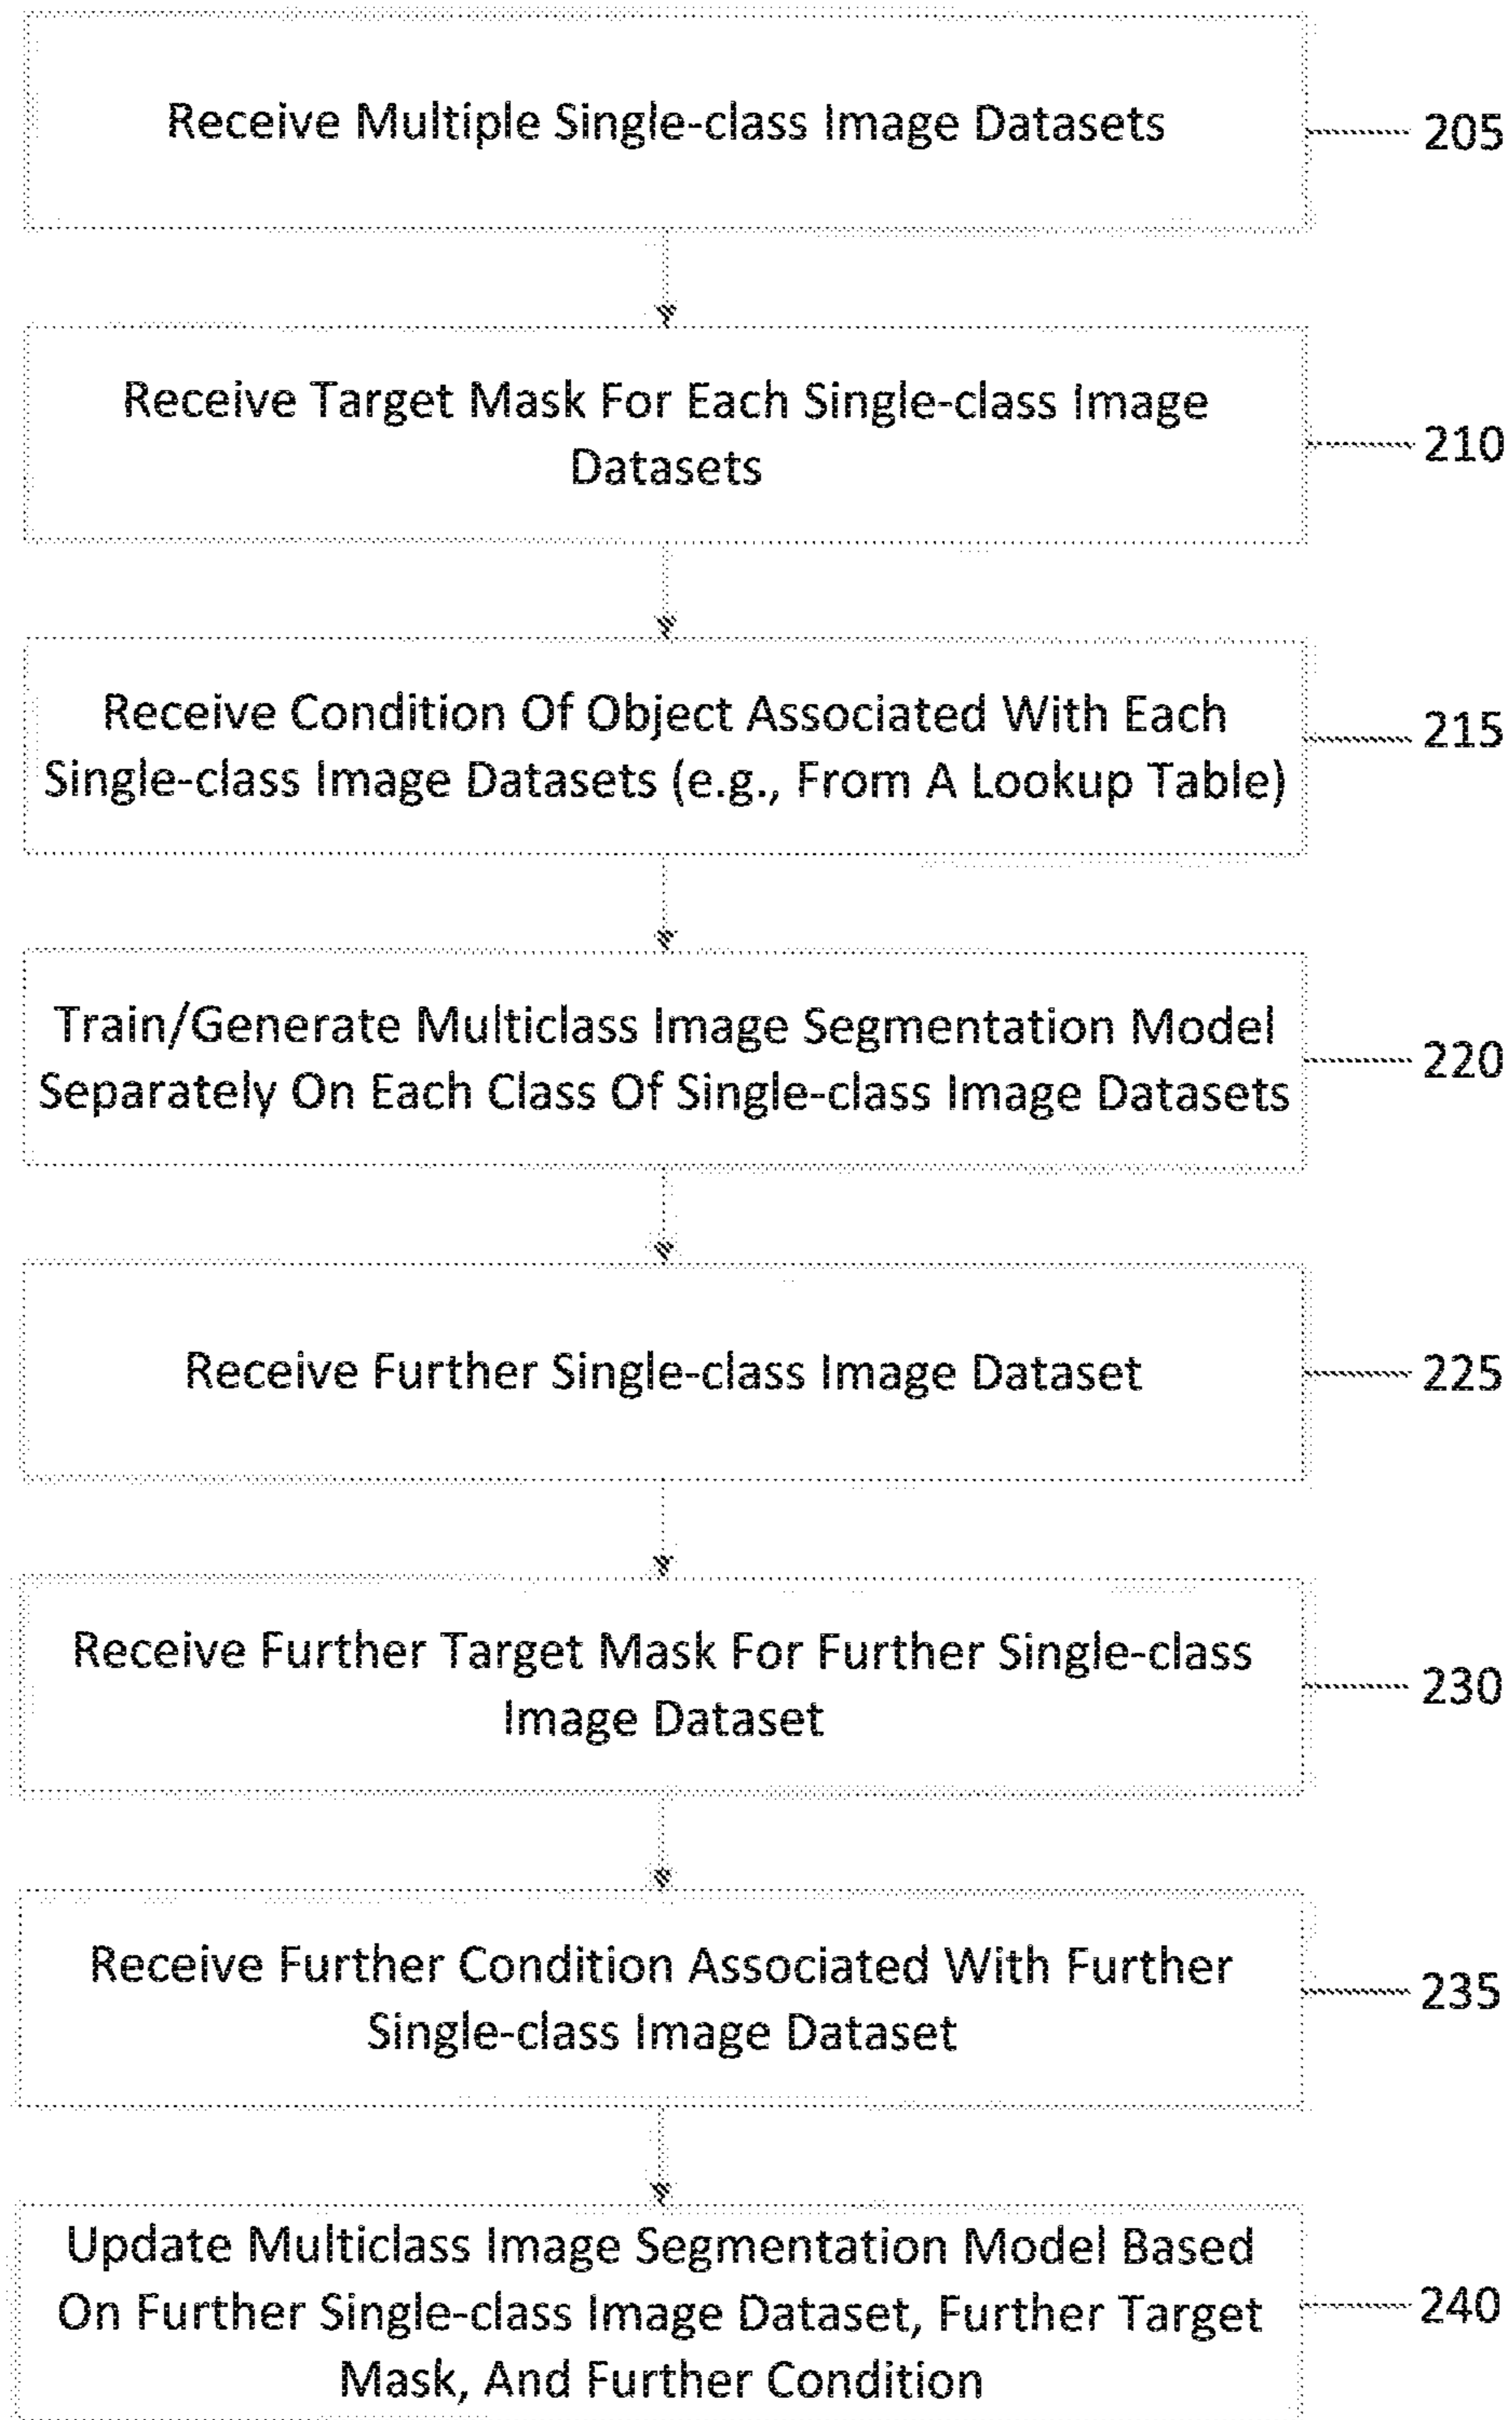 Receive Multiple Single-class Image Datasets
205
Receive Target Mask For Each Single-class Image
Datasets
210
Receive Condition Of Object Associated With Each
Single-class Image Datasets (e.g., From A Lookup Table)
215
Train/Generate Multiclass Image Segmentation Model
Separately On Each Class Of Single-class Image Datasets
220
Receive Further Single-class Image Dataset
225
Receive Further Target Mask For Further Single-class
Image Dataset
230
Receive Further Condition Associated With Further
Single-class Image Dataset
235
Update Multiclass Image Segmentation Model Based
On Further Single-class Image Dataset, Further Target
Mask, And Further Condition
240